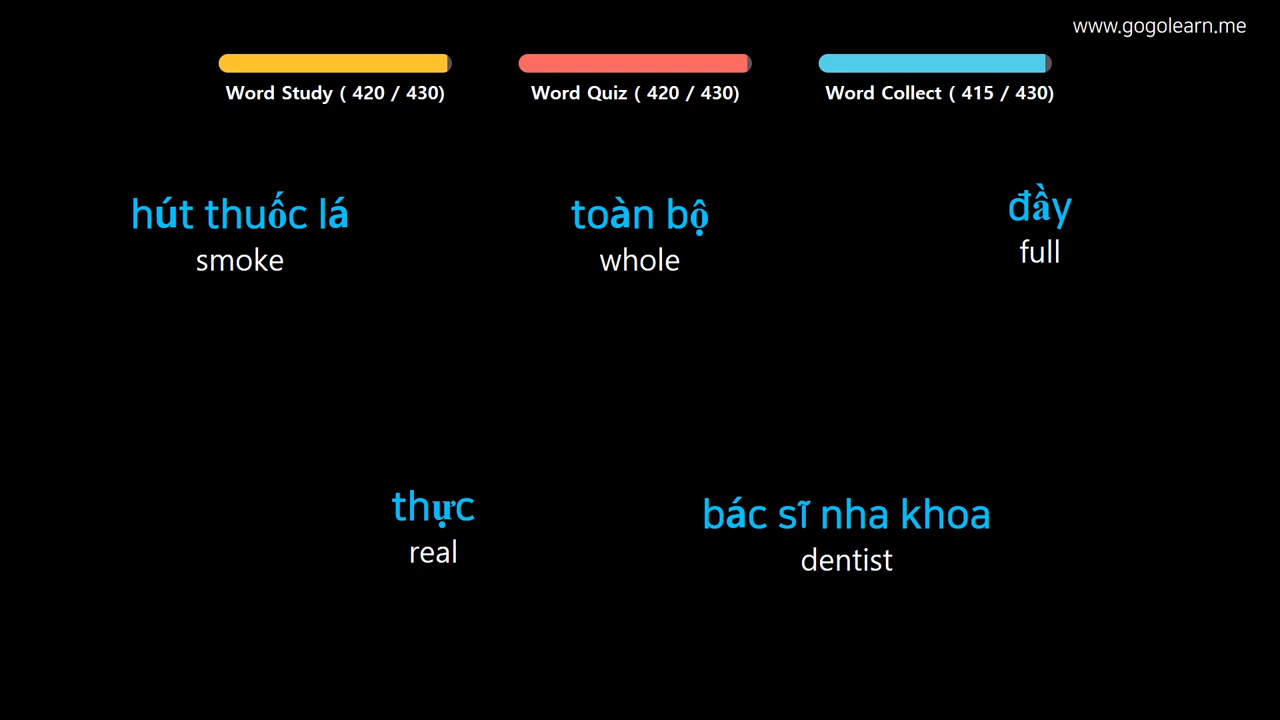 www.gogolearn.me
Word Study ( 420 / 430)
Word Quiz ( 420 / 430)
Word Collect ( 415 / 430)
hút thuốc lá
smoke
toàn bộ
whole
đầy
full
thực
real
bác sĩ nha khoa
dentist